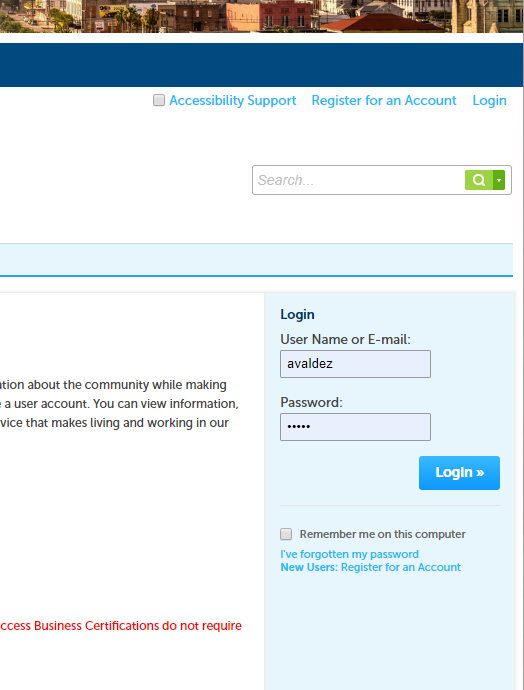 Accessibility Support Register for an Account Login
Search...
Login
User Name or E-mail:
avaldez
ation about the community while making
a user account. You can view information,
Password:
vice that makes living and working in our
•••••
Login »
Remember me on this computer
I've forgotten my password
New Users: Register for an Account
ccess Business Certifications do not require